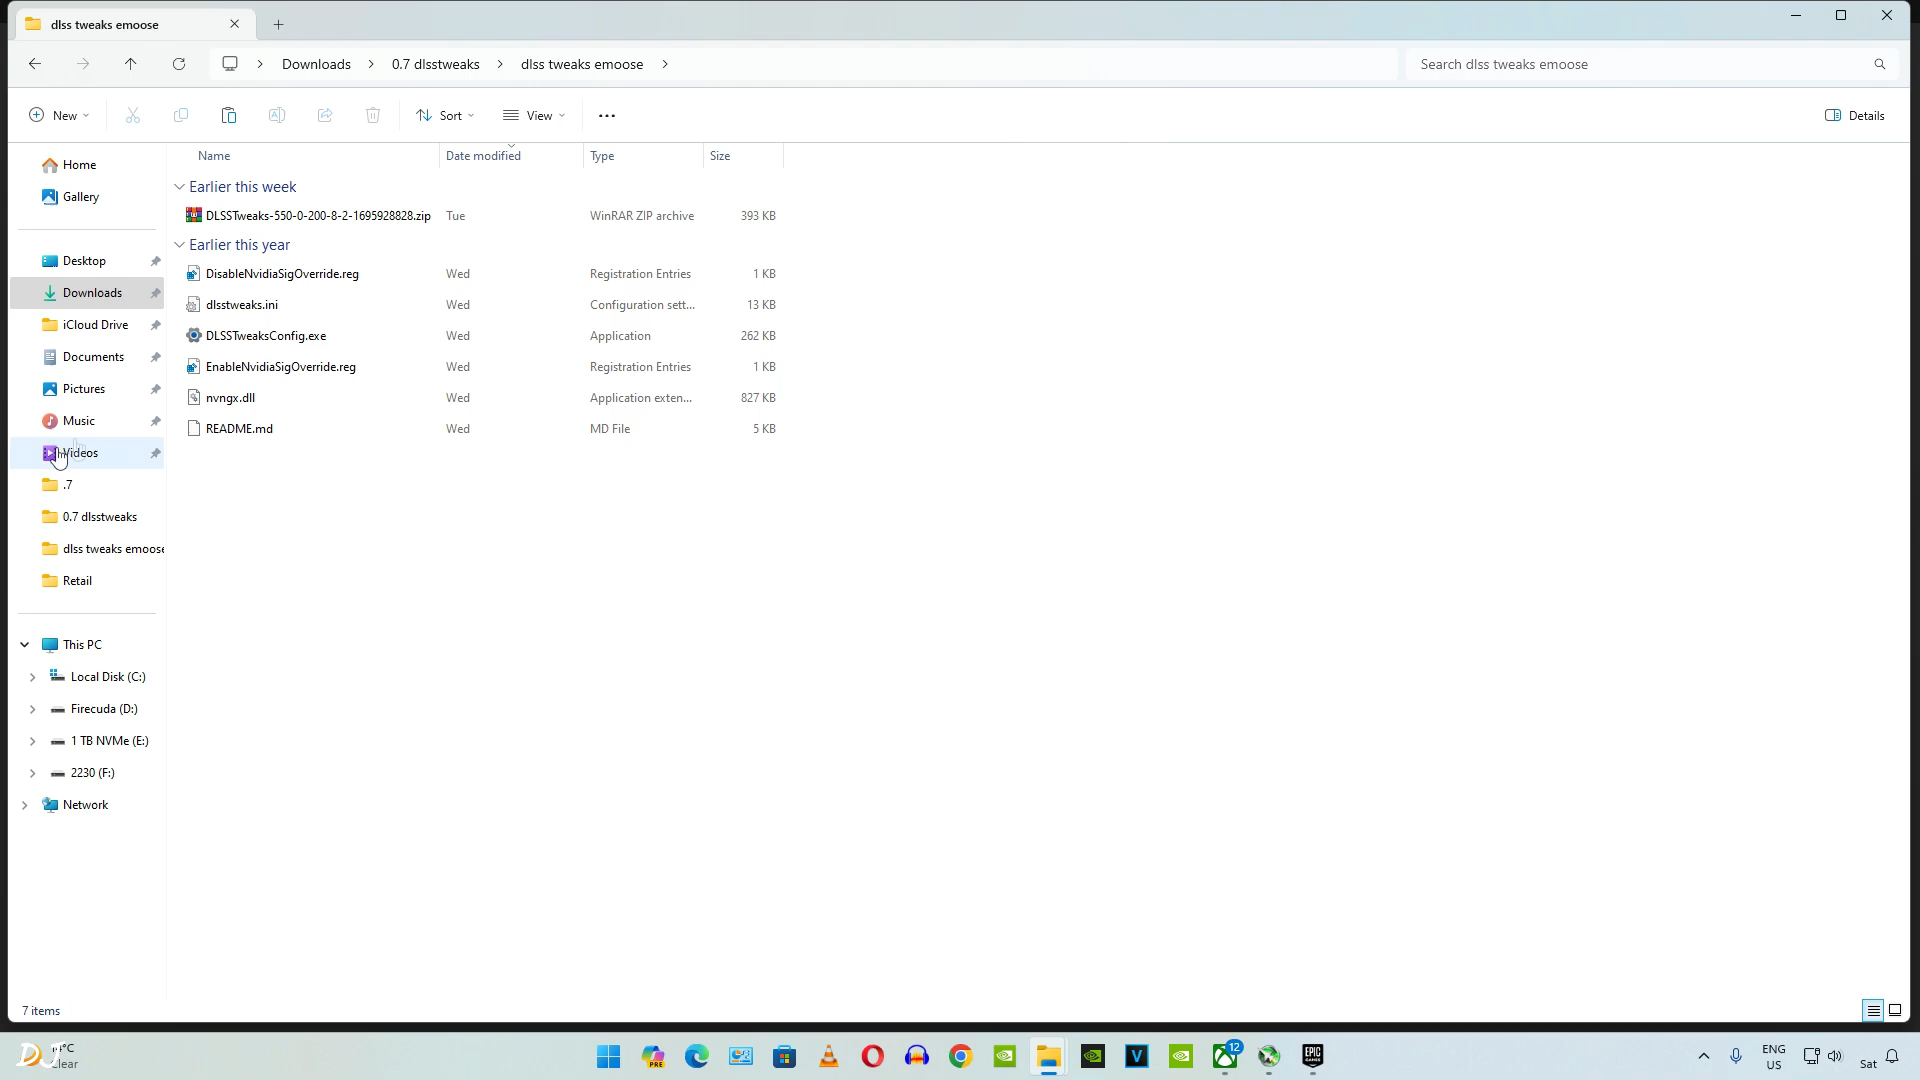 dlss tweaks emoose
Downloads
0.7 dlsstweaks
dlss tweaks emoose
Search dlss tweaks emoose
New
Sort
View
Details
Home
Gallery
Desktop
Downloads
iCloud Drive
Documents
Pictures
Music
Videos
.7
0.7 dlsstweaks
dlss tweaks emoose
Retail
This PC
Local Disk (C:)
Firecuda (D:)
1 TB NVMe (E:)
2230 (F:)
Network
Name Date modified Type Size
Earlier this week
DLSSTweaks-550-0-200-8-2-1695928828.zip Tue WinRAR ZIP archive 393 KB
Earlier this year
DisableNvidiaSigOverride.reg Wed Registration Entries 1 KB
dlsstweaks.ini Wed Configuration sett... 13 KB
DLSSTweaksConfig.exe Wed Application 262 KB
EnableNvidiaSigOverride.reg Wed Registration Entries 1 KB
nvngx.dll Wed Application exten... 827 KB
README.md Wed MD File 5 KB
7 items
°C
Clear
DJ
PRE
V
12
EPIC
GAMES
ENG
US
Sat